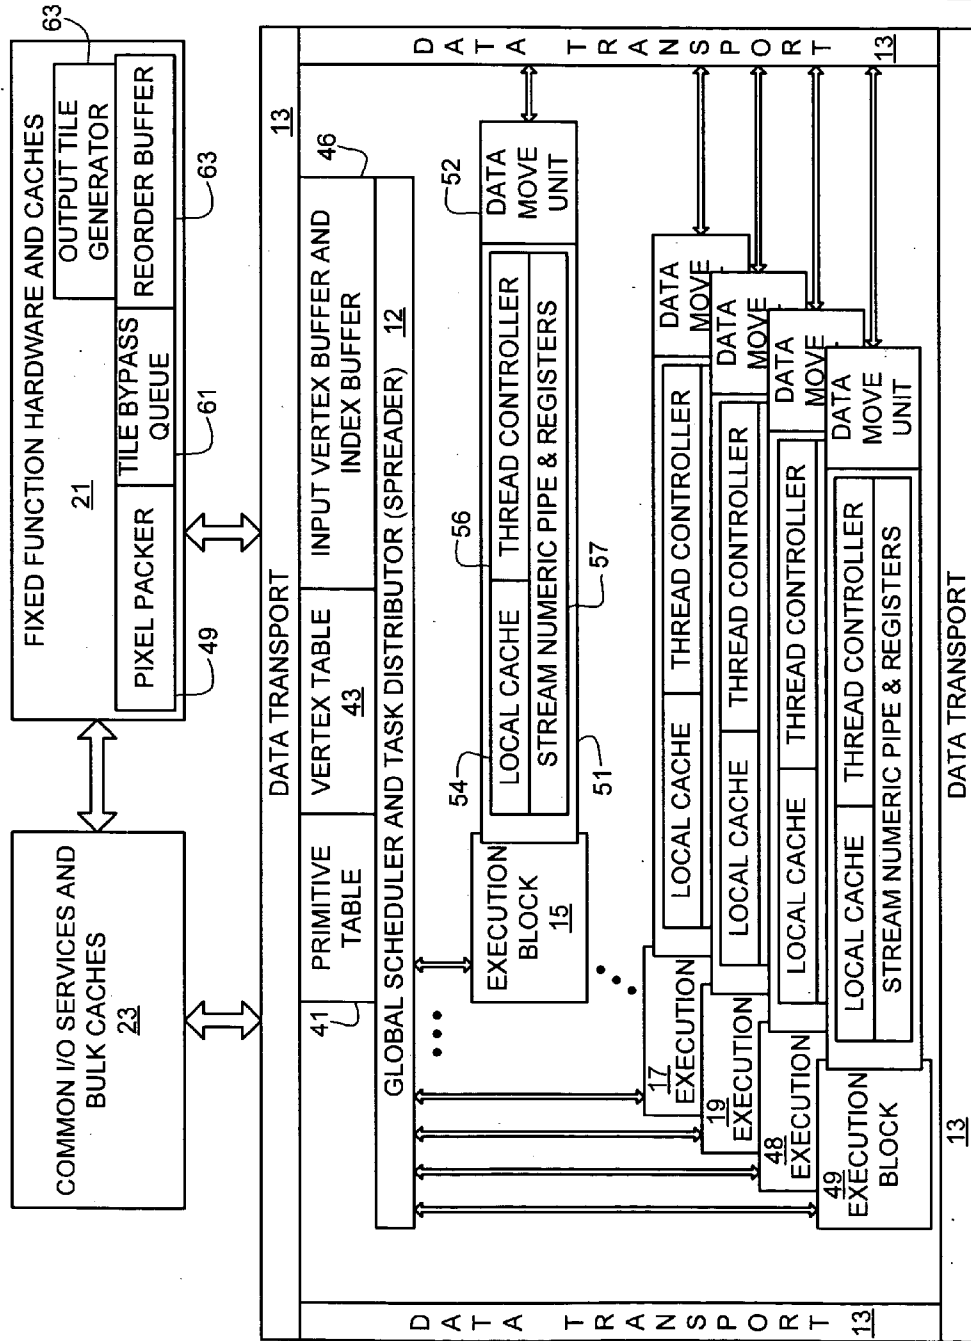 COMMON I/O SERVICES AND
BULK CACHES
23
FIXED FUNCTION HARDWARE AND CACHES
21
OUTPUT TILE
GENERATOR
63
PIXEL PACKER
49
TILE BYPASS
QUEUE
61
REORDER BUFFER
63
DATA TRANSPORT
13
PRIMITIVE
TABLE
41
VERTEX TABLE
43
INPUT VERTEX BUFFER AND
INDEX BUFFER
46
GLOBAL SCHEDULER AND TASK DISTRIBUTOR (SPREADER) 12
EXECUTION
BLOCK
15
54
LOCAL CACHE
56
THREAD CONTROLLER
STREAM NUMERIC PIPE & REGISTERS
57
51
DATA
MOVE
UNIT
52
17
EXECUTION
LOCAL CACHE
THREAD CONTROLLER
DATA
MOVE
19
EXECUTION
LOCAL CACHE
THREAD CONTROLLER
DATA
MOVE
48
EXECUTION
LOCAL CACHE
THREAD CONTROLLER
DATA
MOVE
49
EXECUTION
BLOCK
LOCAL CACHE
THREAD CONTROLLER
STREAM NUMERIC PIPE & REGISTERS
DATA
MOVE
UNIT
DATA TRANSPORT
13
DATA TRANSPORT
13
DATA TRANSPORT
13